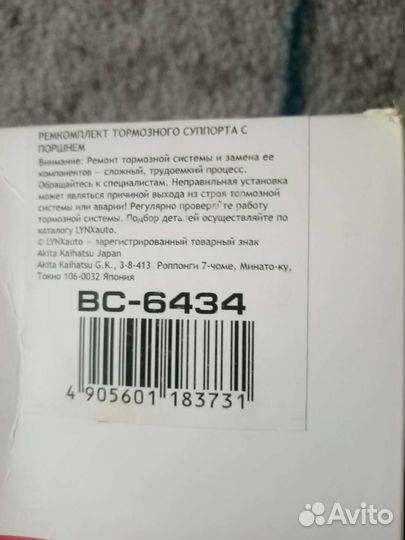 РЕМКОМПЛЕКТ ТОРМОЗНОГО СУППОРТА С
ПОРШНЕМ
Внимание: Ремонт тормозной системы и замена ее
компонентов – сложный, трудоемкий процесс.
Обращайтесь к специалистам. Неправильная установка
может являться причиной выхода из строя тормозной
системы или аварии! Регулярно проверяйте работу
тормозной системы. Подбор деталей осуществляйте по
каталогу LYNXauto.
© LYNXauto – зарегистрированный товарный знак
Akita Kaihatsu Japan
Akita Kaihatsu G.K., 3-8-413 Роппонги 7-чоме, Минато-ку,
Токио 106-0032 Япония
BC-6434
4 905601 183731
Avito